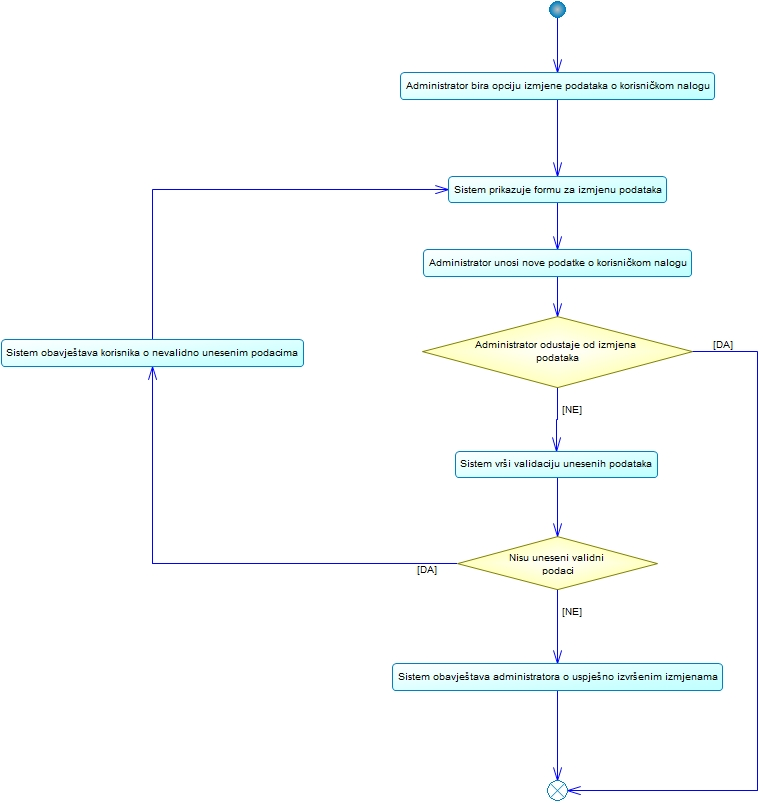 Administrator bira opciju izmjene podataka o korisničkom nalogu
Sistem prikazuje formu za izmjenu podataka
Administrator unosi nove podatke o korisničkom nalogu
Sistem obavještava korisnika o nevalidno unesenim podacima
Administrator odustaje od izmjena
podataka
[DA]
[NE]
Sistem vrši validaciju unesenih podataka
Nisu uneseni validni
podaci
[DA]
[NE]
Sistem obavještava administratora o uspješno izvršenim izmjenama